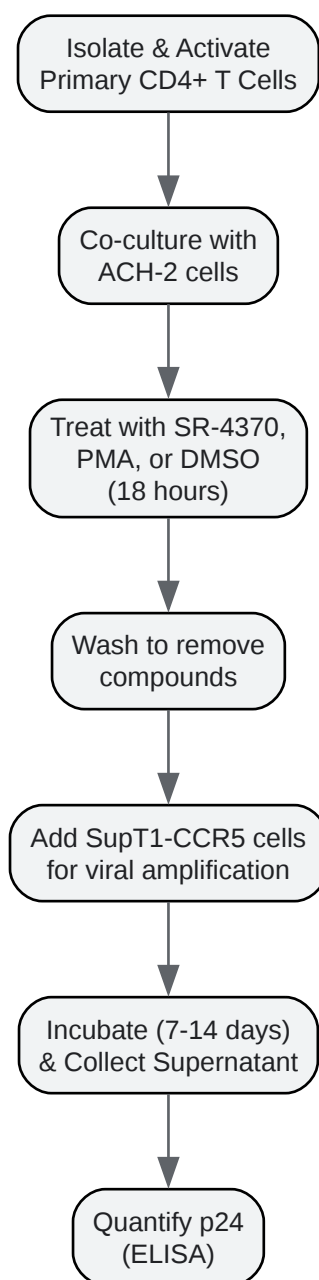 Isolate & Activate
Primary CD4+ T Cells
Co-culture with
ACH-2 cells
Treat with SR-4370,
PMA, or DMSO
(18 hours)
Wash to remove
compounds
Add SupT1-CCR5 cells
for viral amplification
Incubate (7-14 days)
& Collect Supernatant
Quantify p24
(ELISA)